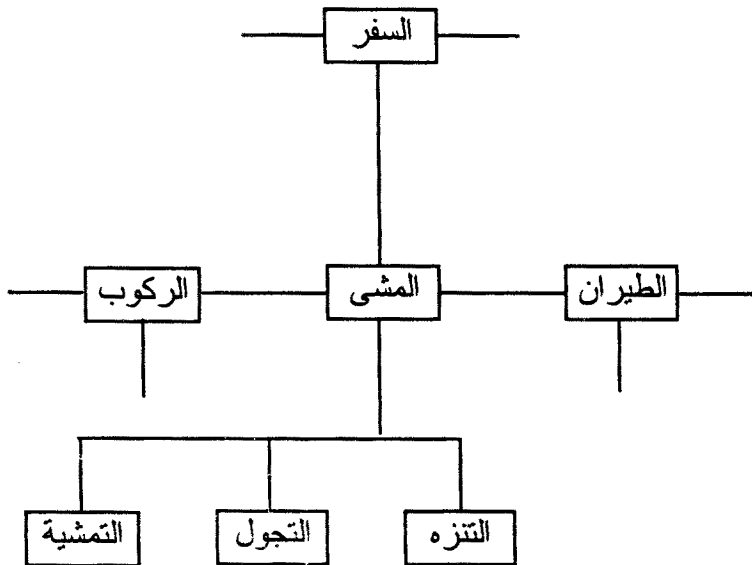 السفر
الطيران
المشى
الركوب
التنزه
التجول
التمشية